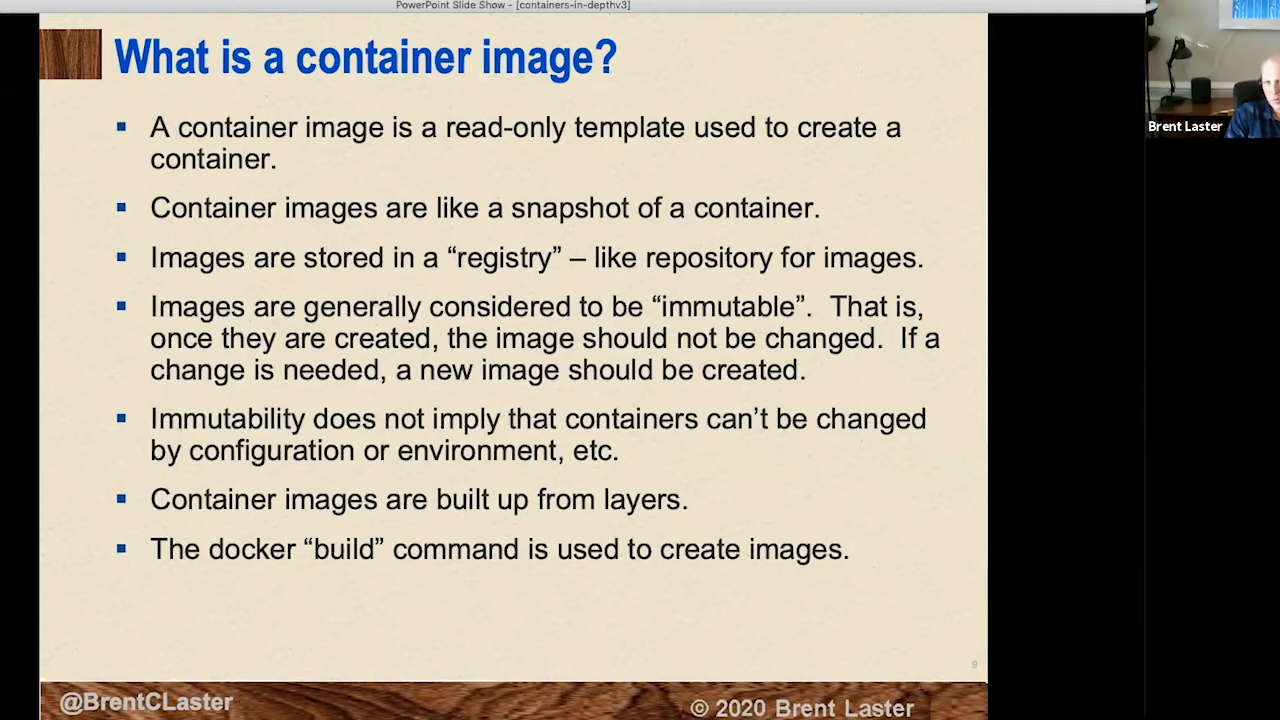 PowerPoint Slide Show - [containers-in-depthv3]
What is a container image?
A container image is a read-only template used to create a
container.
Container images are like a snapshot of a container.
Images are stored in a “registry” – like repository for images.
Images are generally considered to be “immutable”.  That is,
once they are created, the image should not be changed.  If a
change is needed, a new image should be created.
Immutability does not imply that containers can’t be changed
by configuration or environment, etc.
Container images are built up from layers.
The docker “build” command is used to create images.
9
@BrentCLaster
© 2020 Brent Laster
Brent Laster